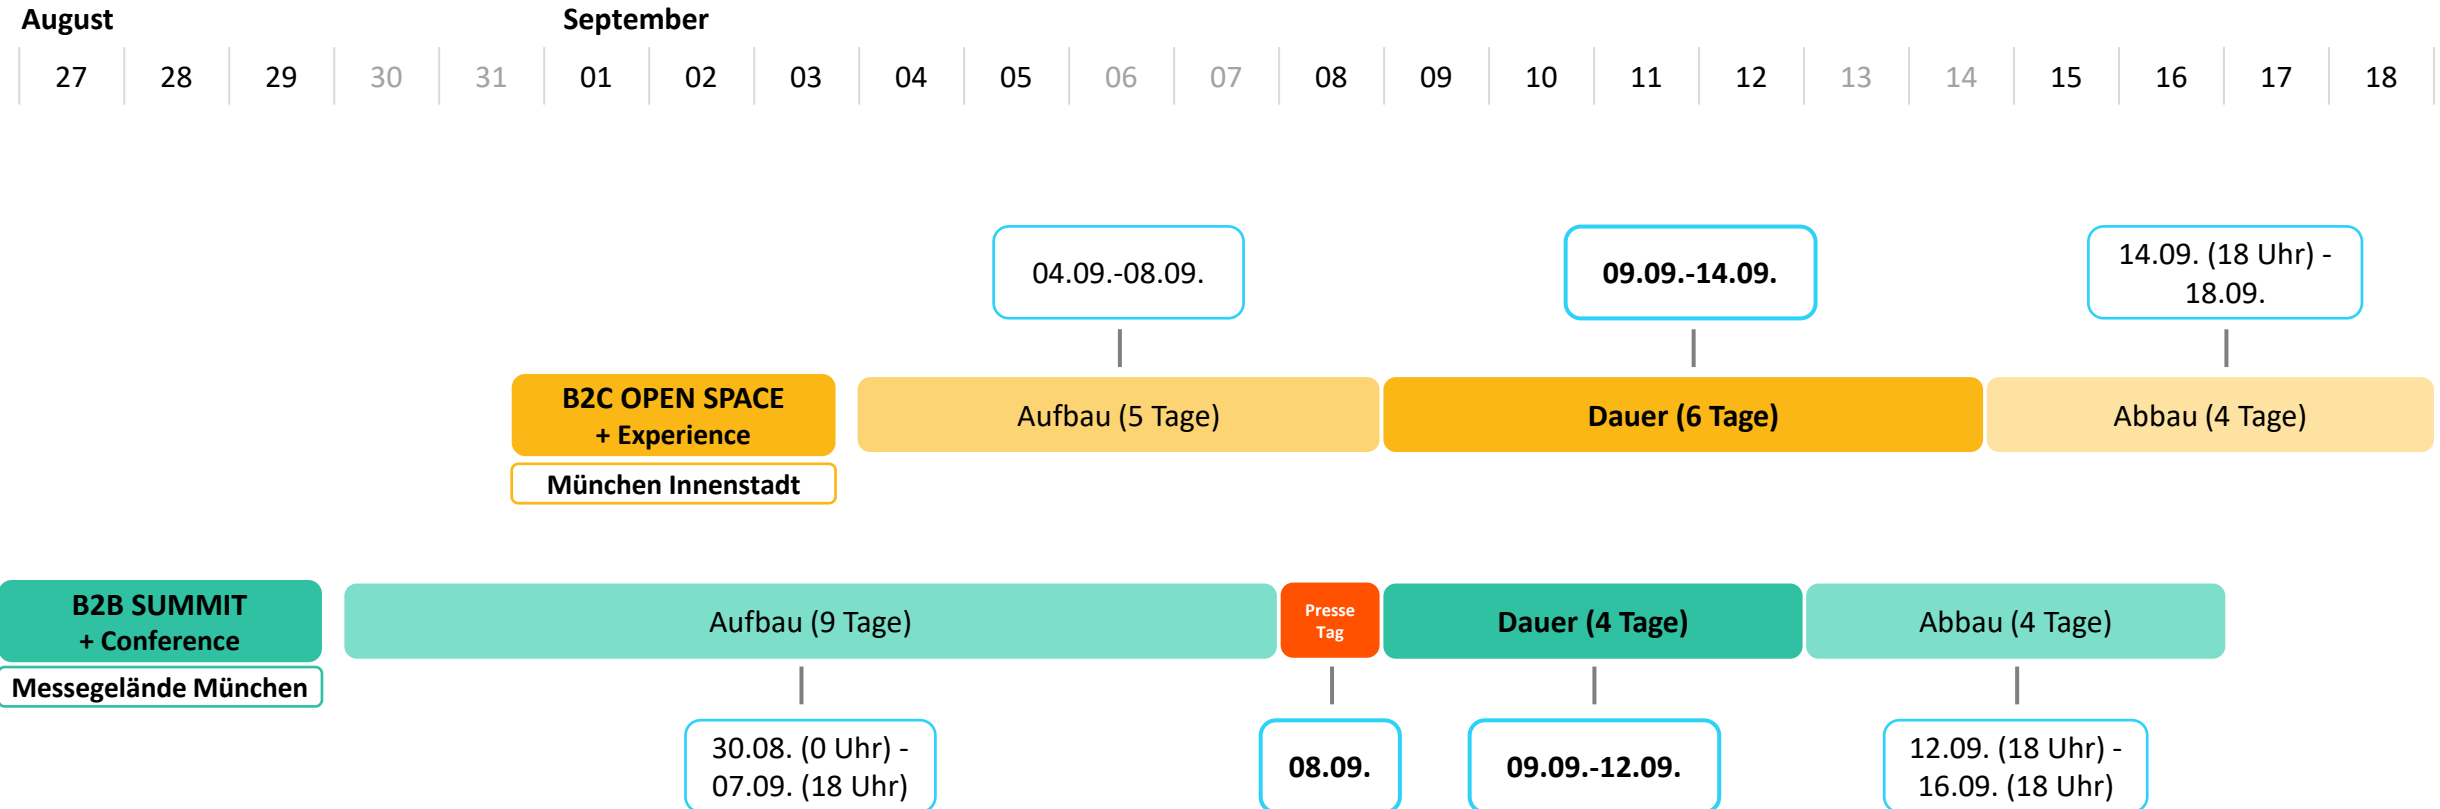 August September
27 28 29 30 31 01 02 03 04 05 06 07 08 09 10 11 12 13 14 15 16 17 18
04.09.-08.09.
09.09.-14.09.
14.09. (18 Uhr) -
18.09.
B2C OPEN SPACE
+ Experience
München Innenstadt
Aufbau (5 Tage)
Dauer (6 Tage)
Abbau (4 Tage)
B2B SUMMIT
+ Conference
Messegelände München
Aufbau (9 Tage)
Presse
Tag
Dauer (4 Tage)
Abbau (4 Tage)
30.08. (0 Uhr) -
07.09. (18 Uhr)
08.09.
09.09.-12.09.
12.09. (18 Uhr) -
16.09. (18 Uhr)